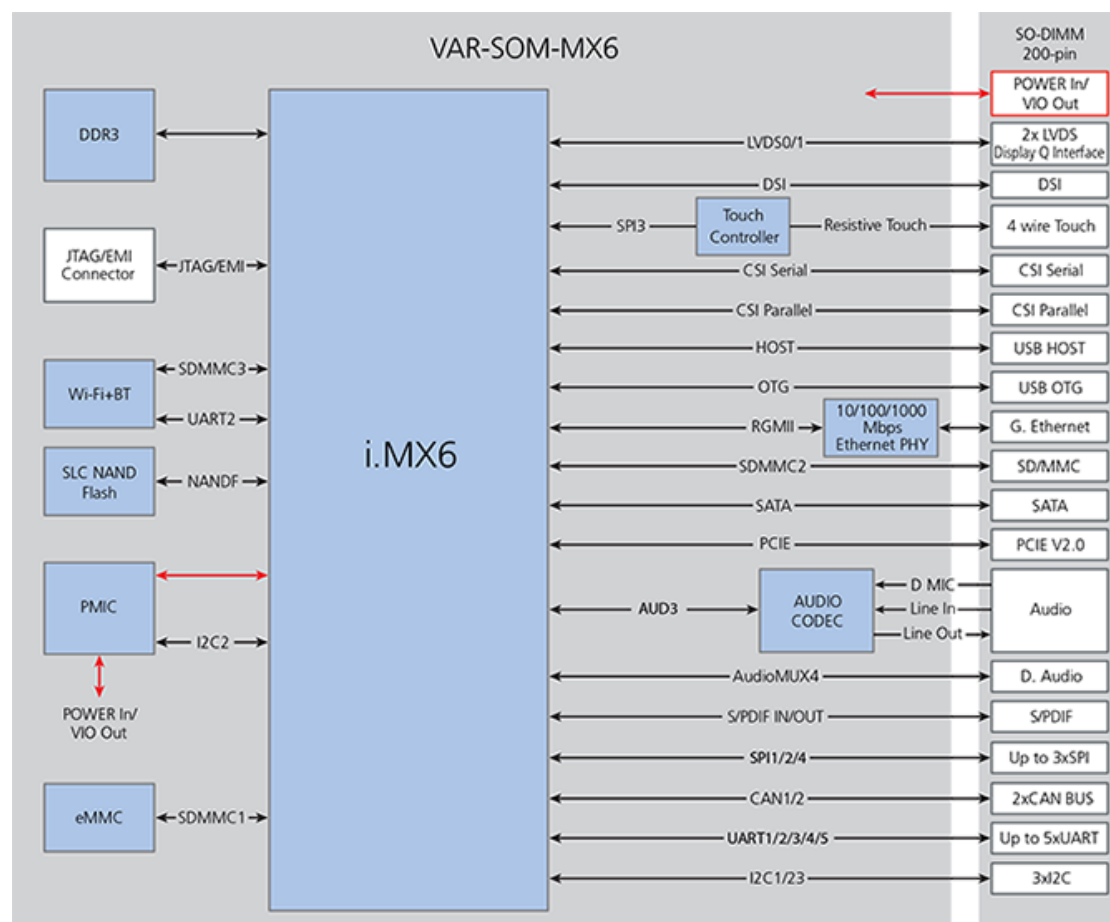 VAR-SOM-MX6
SO-DIMM
200-pin
POWER In/
VIO Out
DDR3
LVDS0/1
2x LVDS
Display Q Interface
DSI
DSI
SPI3
Touch
Controller
Resistive Touch
4 wire Touch
JTAG/EMI
Connector
JTAG/EMI
CSI Serial
CSI Serial
CSI Parallel
CSI Parallel
HOST
USB HOST
Wi-Fi+BT
SDMMC3
UART2
OTG
USB OTG
RGMII
10/100/1000
Mbps
Ethernet PHY
G. Ethernet
i.MX6
SLC NAND
Flash
NANDF
SDMMC2
SD/MMC
SATA
SATA
PCIE
PCIE V2.0
PMIC
I2C2
POWER In/
VIO Out
AUD3
AUDIO
CODEC
D MIC
Line In
Line Out
Audio
AudioMUX4
D. Audio
S/PDIF IN/OUT
S/PDIF
SPI1/2/4
Up to 3xSPI
eMMC
SDMMC1
CAN1/2
2xCAN BUS
UART1/2/3/4/5
Up to 5xUART
I2C1/23
3xI2C